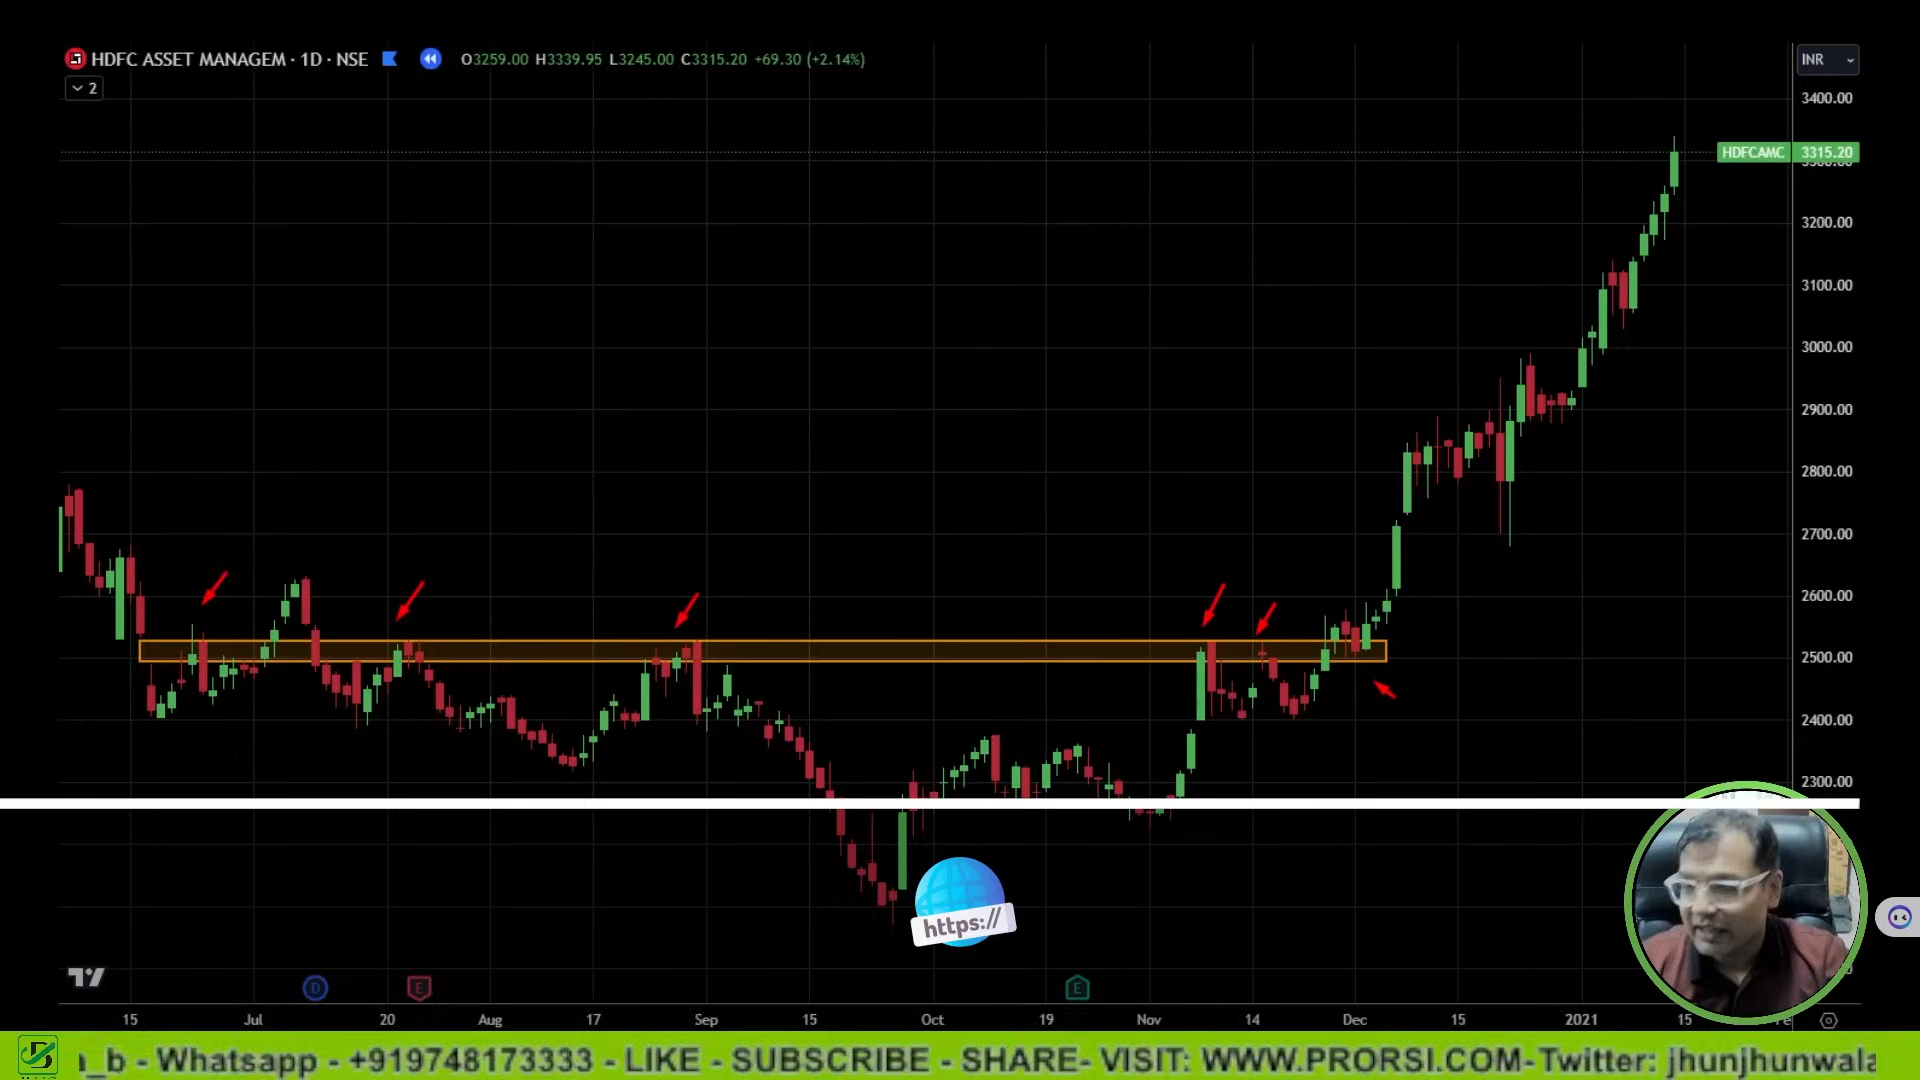 HDFC ASSET MANAGEM · 1D · NSE O3259.00 H3339.95 L3245.00 C3315.20 +69.30 (+2.14%)
INR
2
3400.00
HDFCAMC 3315.20
3200.00
3100.00
3000.00
2900.00
2800.00
2700.00
2600.00
2500.00
2400.00
2300.00
https://
D E E
15 Jul 20 Aug 17 Sep 15 Oct 19 Nov 14 Dec 15 2021 15
_b - Whatsapp - +919748173333 - LIKE - SUBSCRIBE - SHARE- VISIT: WWW.PRORSI.COM-Twitter: jhunjhunwala